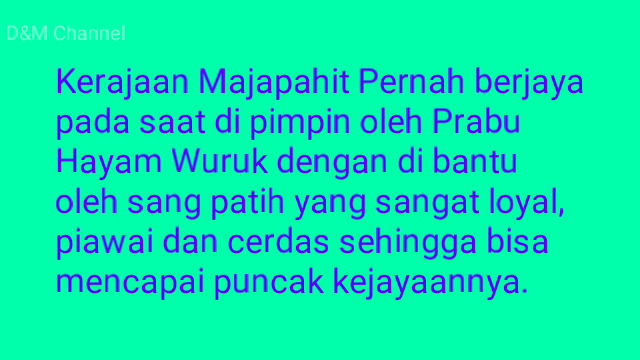 D&M Channel
Kerajaan Majapahit Pernah berjaya
pada saat di pimpin oleh Prabu
Hayam Wuruk dengan di bantu
oleh sang patih yang sangat loyal,
piawai dan cerdas sehingga bisa
mencapai puncak kejayaannya.